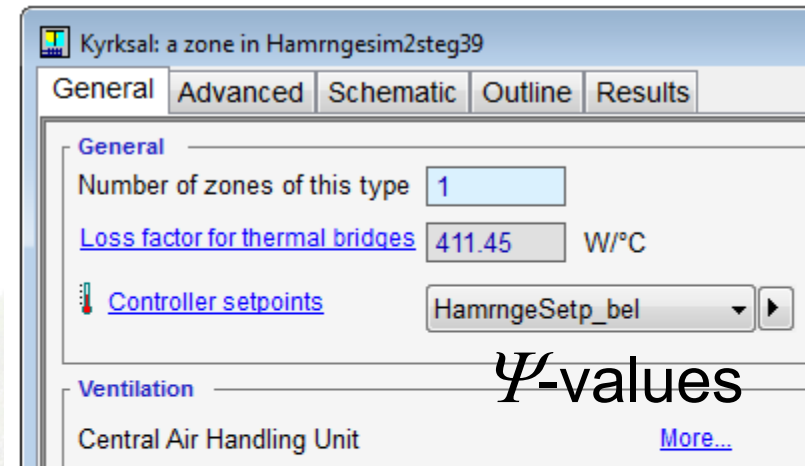 Kyrksal: a zone in Hamrngesim2steg39
General Advanced Schematic Outline Results
General
Number of zones of this type 1
Loss factor for thermal bridges 411.45 W/°C
Controller setpoints HamrngeSetp_bel
Ψ-values
Ventilation
Central Air Handling Unit More...